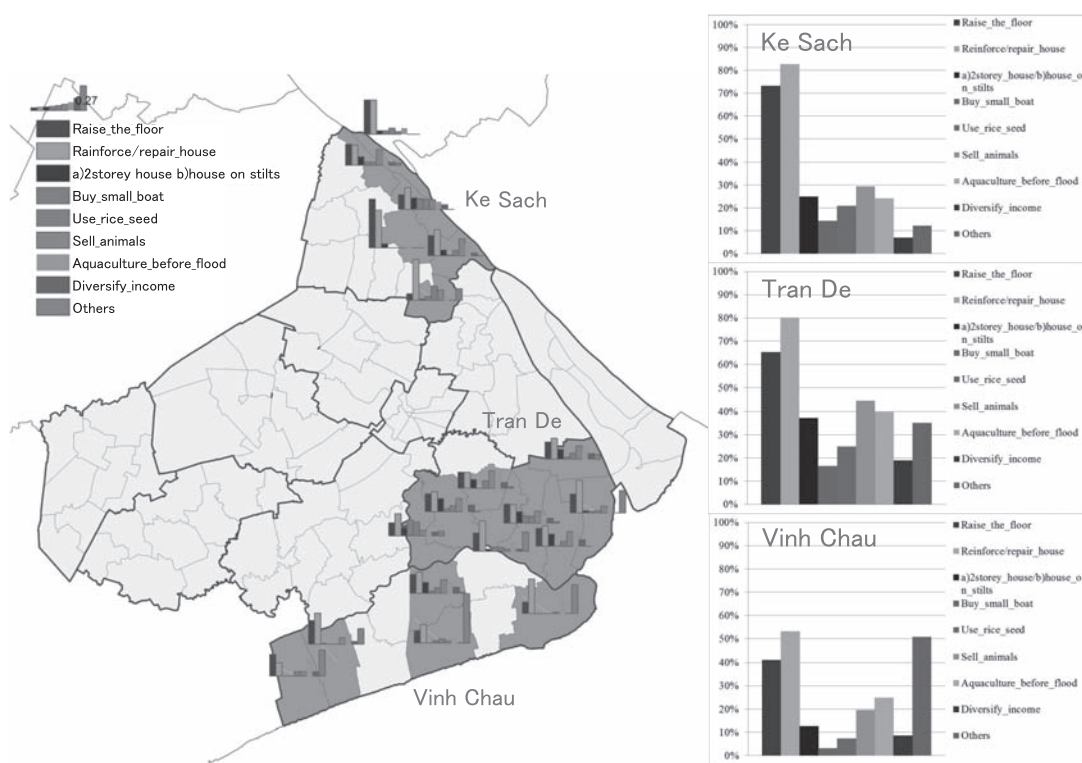 0.27
Raise_the_floor
Rainforce/repair_house
a)2storey house b)house on stilts
Buy_small_boat
Use_rice_seed
Sell_animals
Aquaculture_before_flood
Diversify_income
Others
Ke Sach
Tran De
Vinh Chau
Ke Sach
100%
90%
80%
70%
60%
50%
40%
30%
20%
10%
0%
Raise_the_floor
Reinforce/repair_house
a)2storey_house/b)house_o
n_stilts
Buy_small_boat
Use_rice_seed
Sell_animals
Aquaculture_before_flood
Diversify_income
Others
Tran De
100%
90%
80%
70%
60%
50%
40%
30%
20%
10%
0%
Raise_the_floor
Reinforce/repair_house
a)2storey_house/b)house_o
n_stilts
Buy_small_boat
Use_rice_seed
Sell_animals
Aquaculture_before_flood
Diversify_income
Others
Vinh Chau
100%
90%
80%
70%
60%
50%
40%
30%
20%
10%
0%
Raise_the_floor
Reinforce/repair_house
a)2storey_house/b)house_o
n_stilts
Buy_small_boat
Use_rice_seed
Sell_animals
Aquaculture_before_flood
Diversify_income
Others